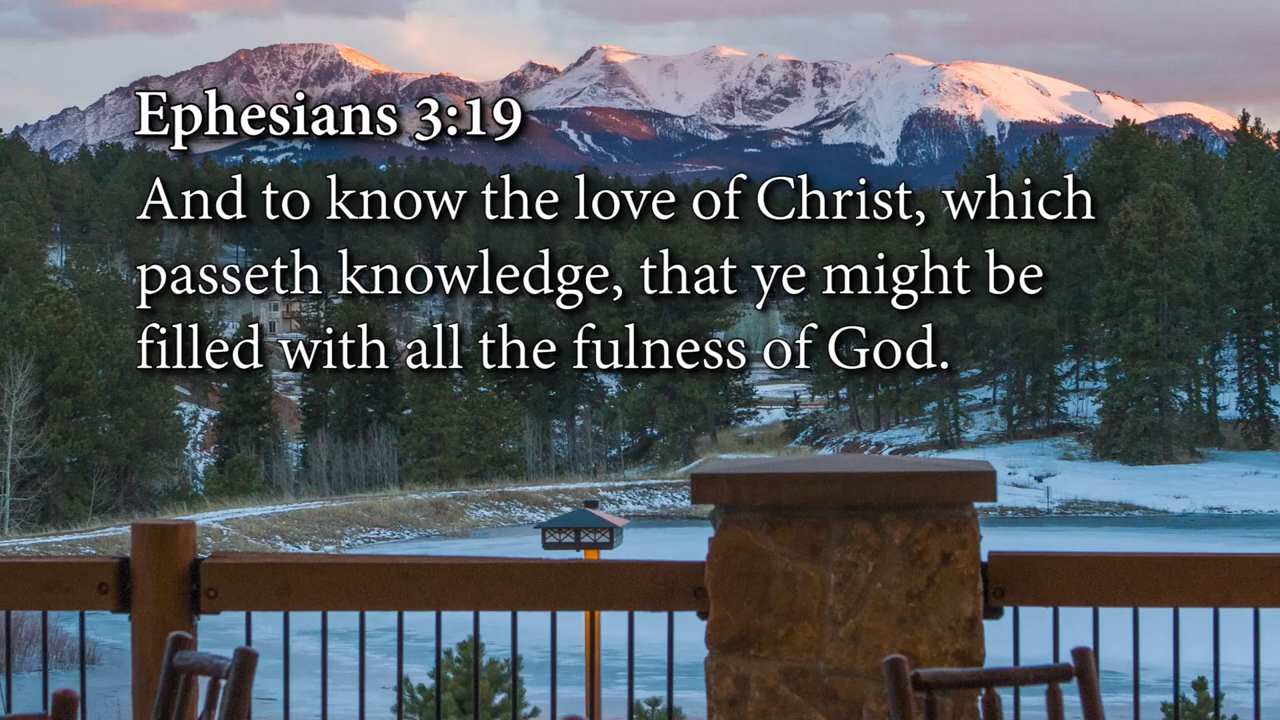 Ephesians 3:19
And to know the love of Christ, which
passeth knowledge, that ye might be
filled with all the fulness of God.